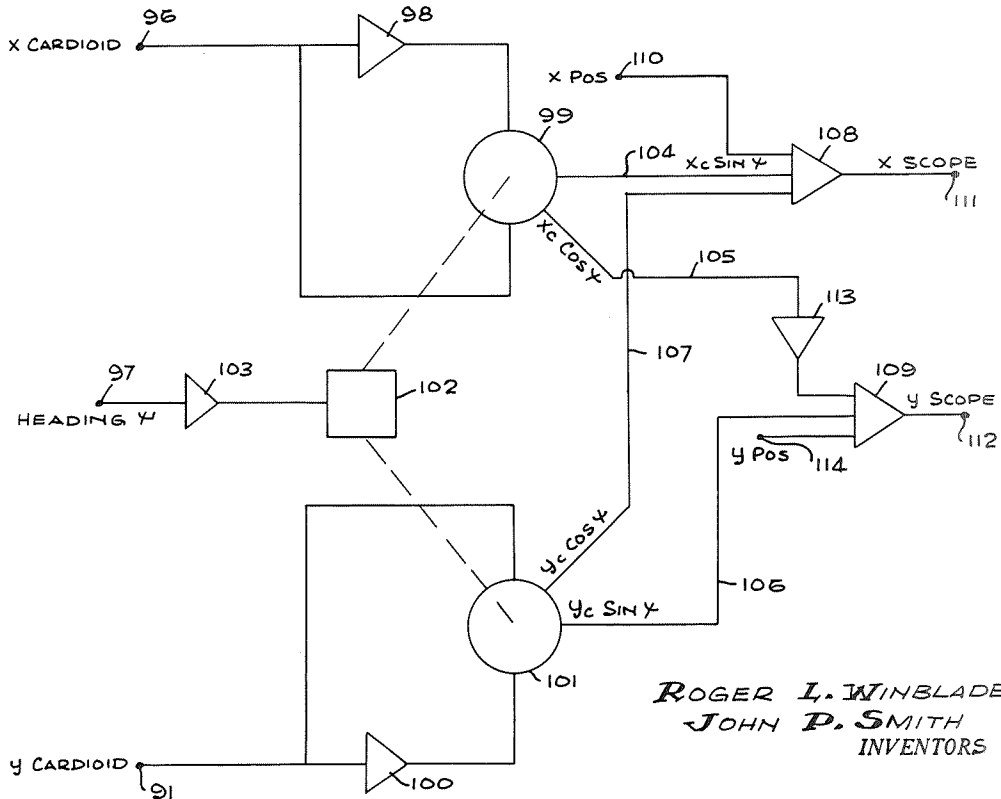 96
98
X CARDIOID
110
X POS
99
108
104
XC SIN Ψ
X SCOPE
111
XC COS Ψ
105
113
107
97
103
102
109
HEADING Ψ
Y SCOPE
112
Y POS
114
YC COS Ψ
106
YC SIN Ψ
101
ROGER L. WINBLADE
JOHN P. SMITH
INVENTORS
Y CARDIOID
91
100